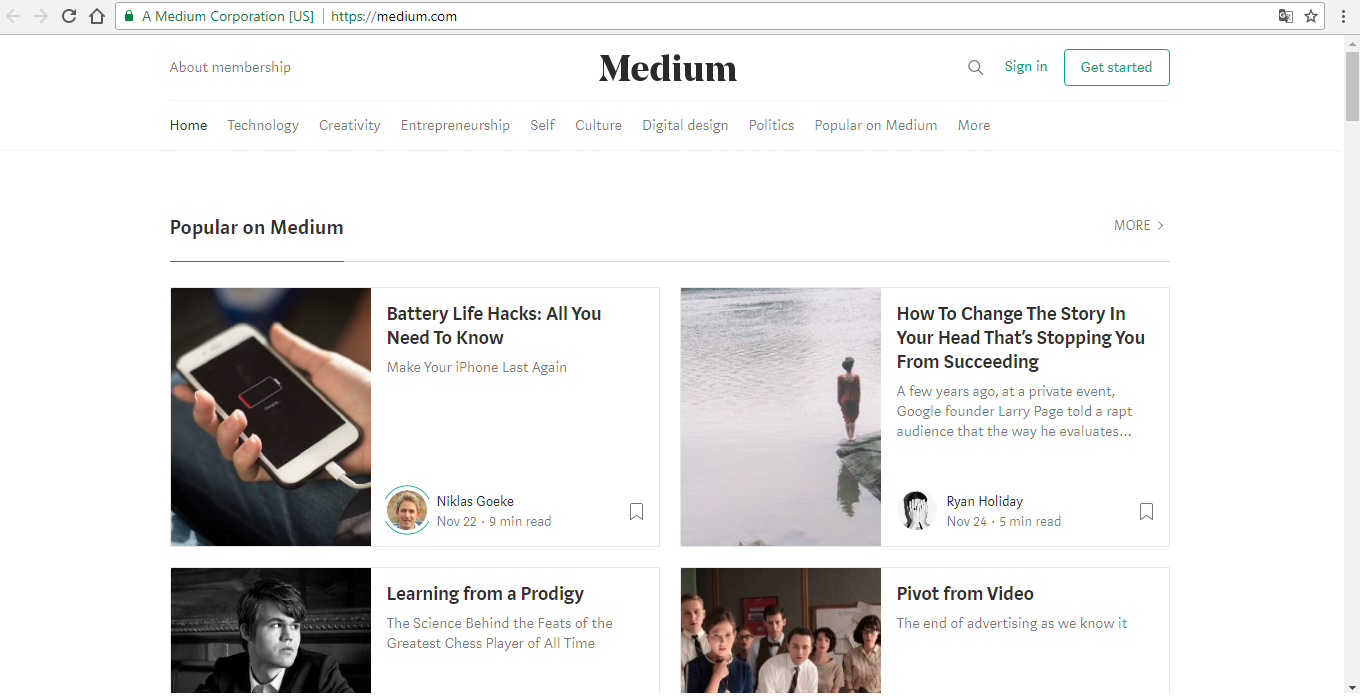 A Medium Corporation [US] https://medium.com
About membership
Medium
Sign in
Get started
Home Technology Creativity Entrepreneurship Self Culture Digital design Politics Popular on Medium More
Popular on Medium
MORE
Battery Life Hacks: All You
Need To Know
Make Your iPhone Last Again
Niklas Goeke
Nov 22 · 9 min read
How To Change The Story In
Your Head That’s Stopping You
From Succeeding
A few years ago, at a private event,
Google founder Larry Page told a rapt
audience that the way he evaluates…
Ryan Holiday
Nov 24 · 5 min read
Learning from a Prodigy
The Science Behind the Feats of the
Greatest Chess Player of All Time
Pivot from Video
The end of advertising as we know it